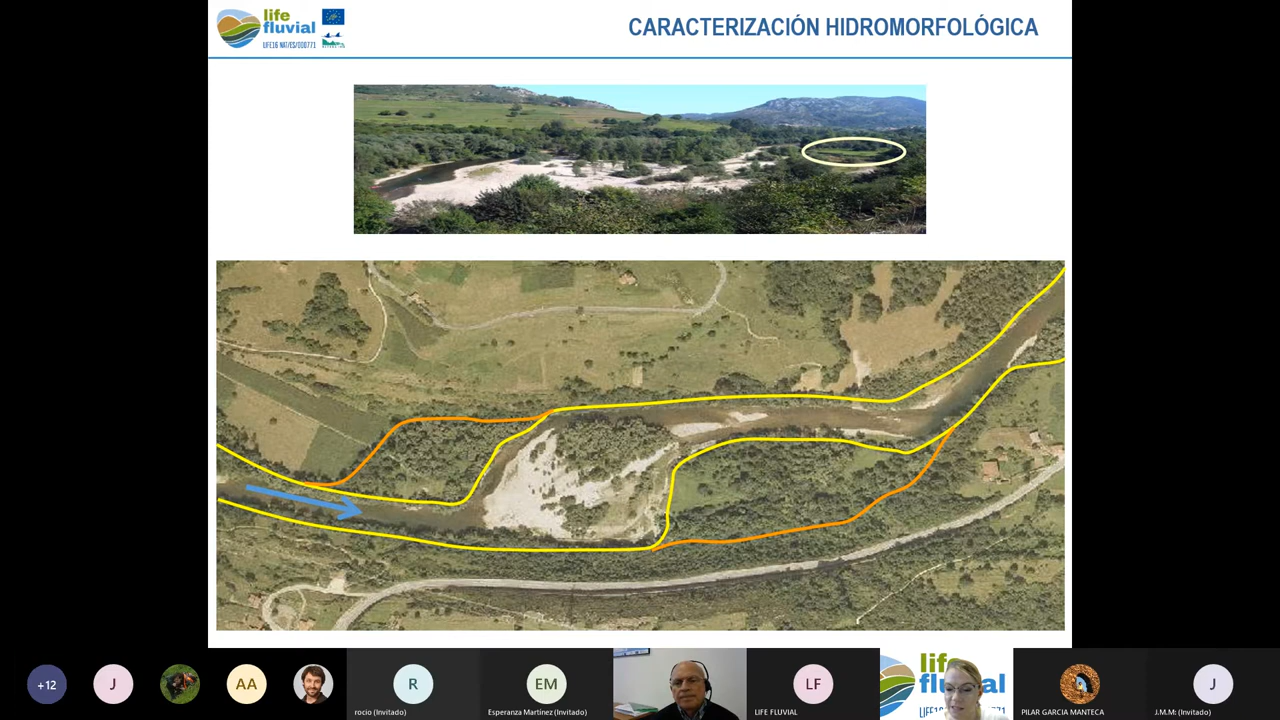 life
fluvial
LIFE16 NAT/ES/000771
CARACTERIZACIÓN HIDROMORFOLÓGICA
+12
J
AA
R
rocio (Invitado)
EM
Esperanza Martínez (Invitado)
LF
LIFE FLUVIAL
life
fluvial
PILAR GARCIA MANTECA
J
J.M.M: (Invitado)